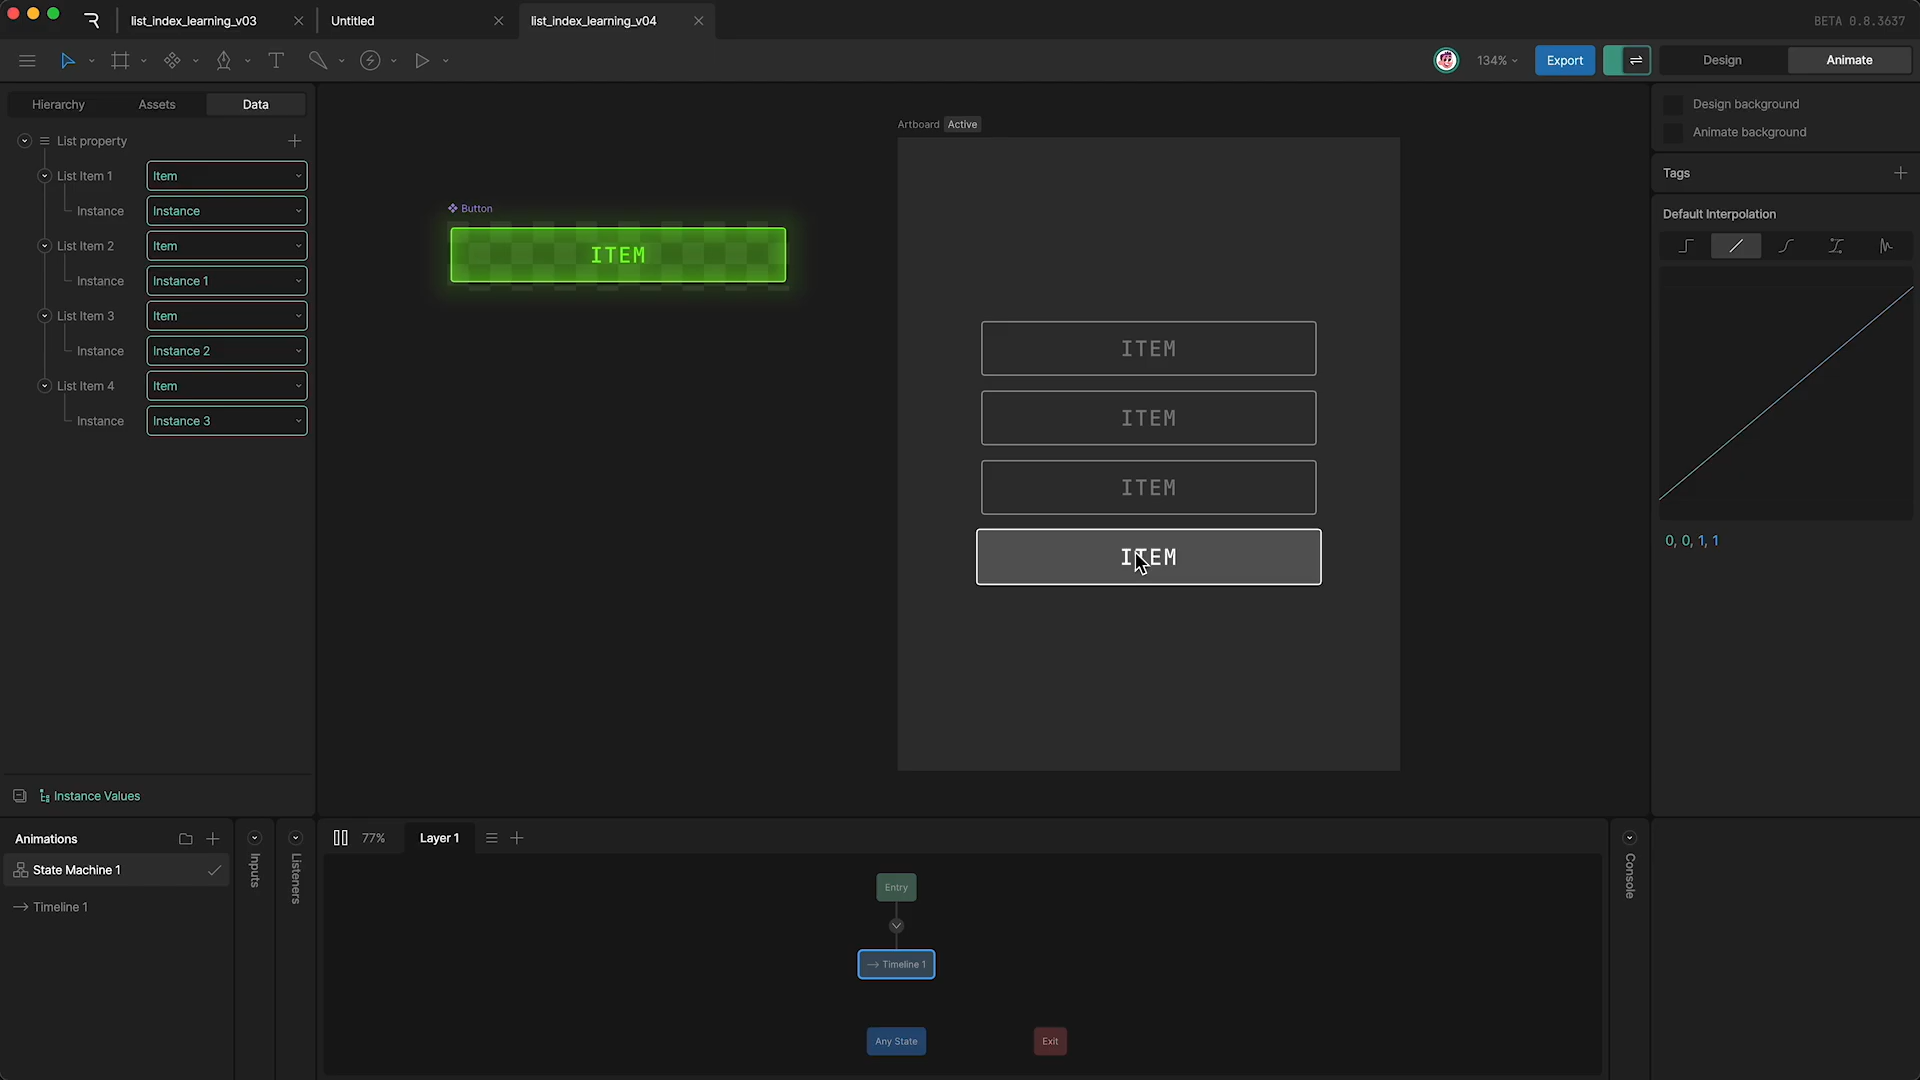 list_index_learning_v03
Untitled
list_index_learning_v04
BETA 0.8.3637
134%
Export
Design
Animate
Hierarchy
Assets
Data
List property
List Item 1
Item
Instance
Instance
List Item 2
Item
Instance
Instance 1
List Item 3
Item
Instance
Instance 2
List Item 4
Item
Instance
Instance 3
Instance Values
Button
ITEM
Artboard
Active
ITEM
ITEM
ITEM
ITEM
Design background
Animate background
Tags
Default Interpolation
0, 0, 1, 1
Animations
State Machine 1
Timeline 1
Inputs
Listeners
77%
Layer 1
Entry
Timeline 1
Any State
Exit
Console